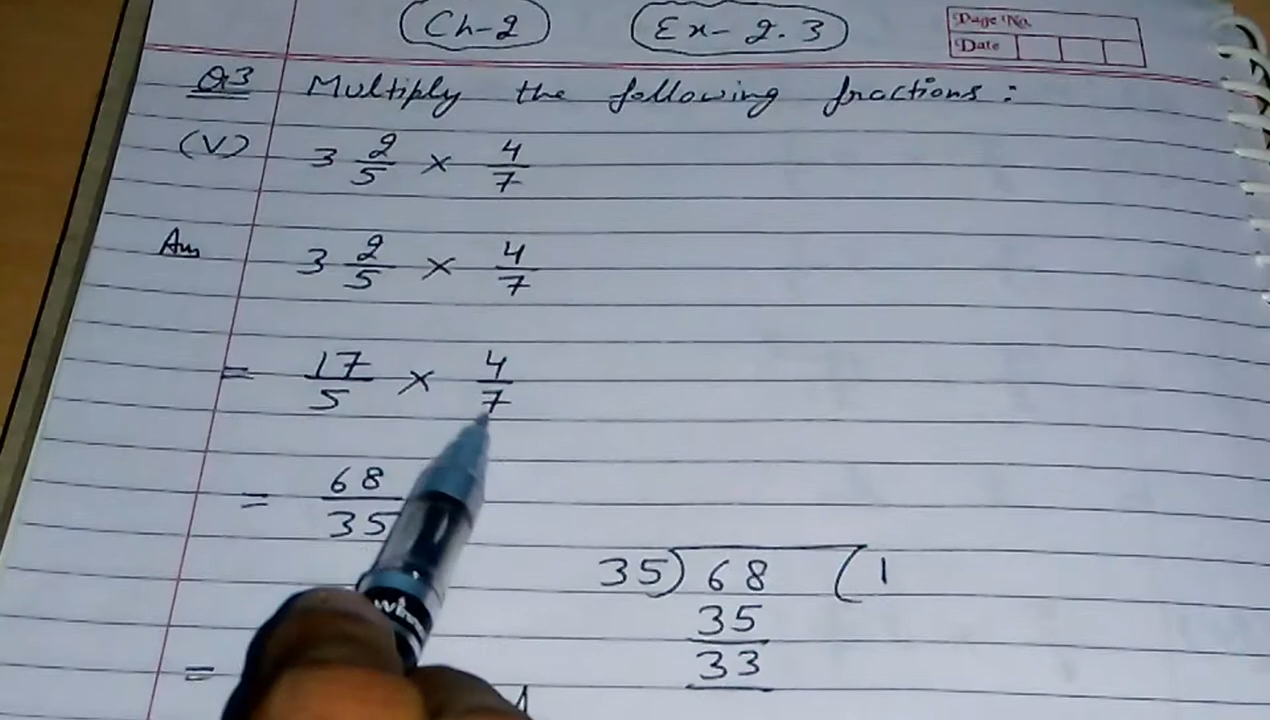 Ch-2 Ex- 2.3
Page No.
Date
Q3 Multiply the following fractions:
(V) 3 2/5 × 4/7
Ans 3 2/5 × 4/7
= 17/5 × 4/7
= 68/35
35) 68 (1
35
33
=